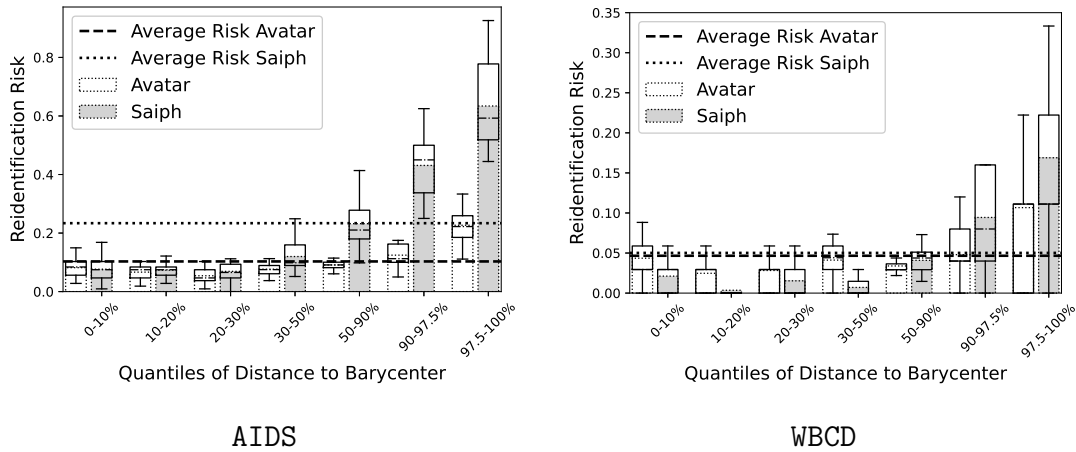 Average Risk Avatar
Average Risk Saiph
Avatar
Saiph
Reidentification Risk
0.8
0.6
0.4
0.2
0.0
0-10%
10-20%
20-30%
30-50%
50-90%
90-97.5%
97.5-100%
Quantiles of Distance to Barycenter
AIDS
Average Risk Avatar
Average Risk Saiph
Avatar
Saiph
Reidentification Risk
0.35
0.30
0.25
0.20
0.15
0.10
0.05
0.00
0-10%
10-20%
20-30%
30-50%
50-90%
90-97.5%
97.5-100%
Quantiles of Distance to Barycenter
WBCD